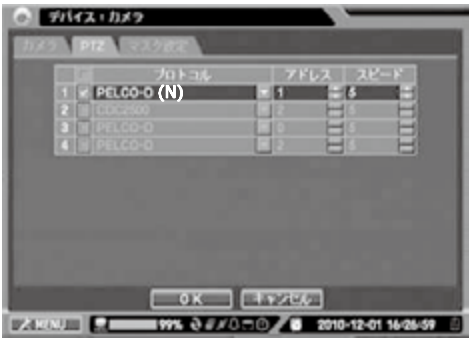 デバイス：カメラ
カメラ PTZ マスク設定
プロトコル アドレス スピード
1 PELCO-D (N) 1 5
2 CDC2500 2 5
3 PELCO-D 5
4 PELCO-D 2 5
OK キャンセル
MENU 99% 2010-12-01 16:26:59